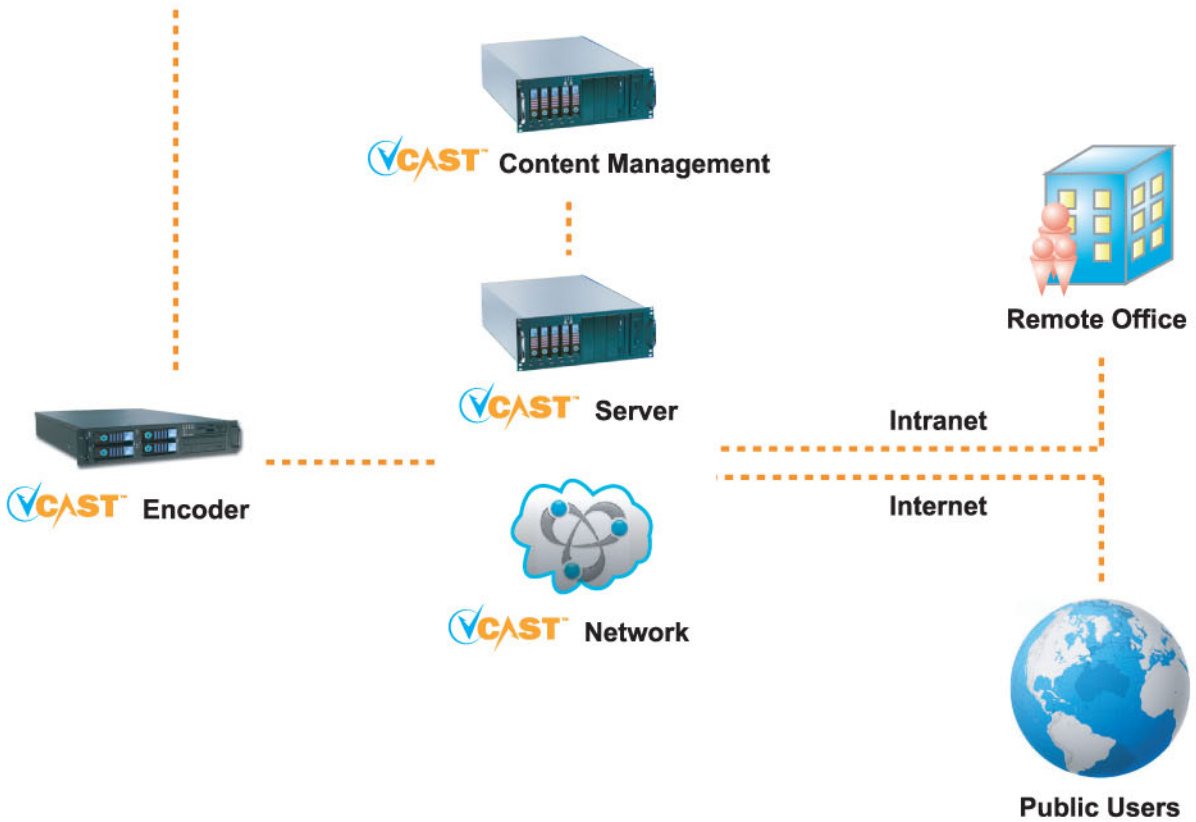 VCAST™ Content Management
Remote Office
VCAST™ Server
Intranet
VCAST™ Encoder
Internet
VCAST™ Network
Public Users